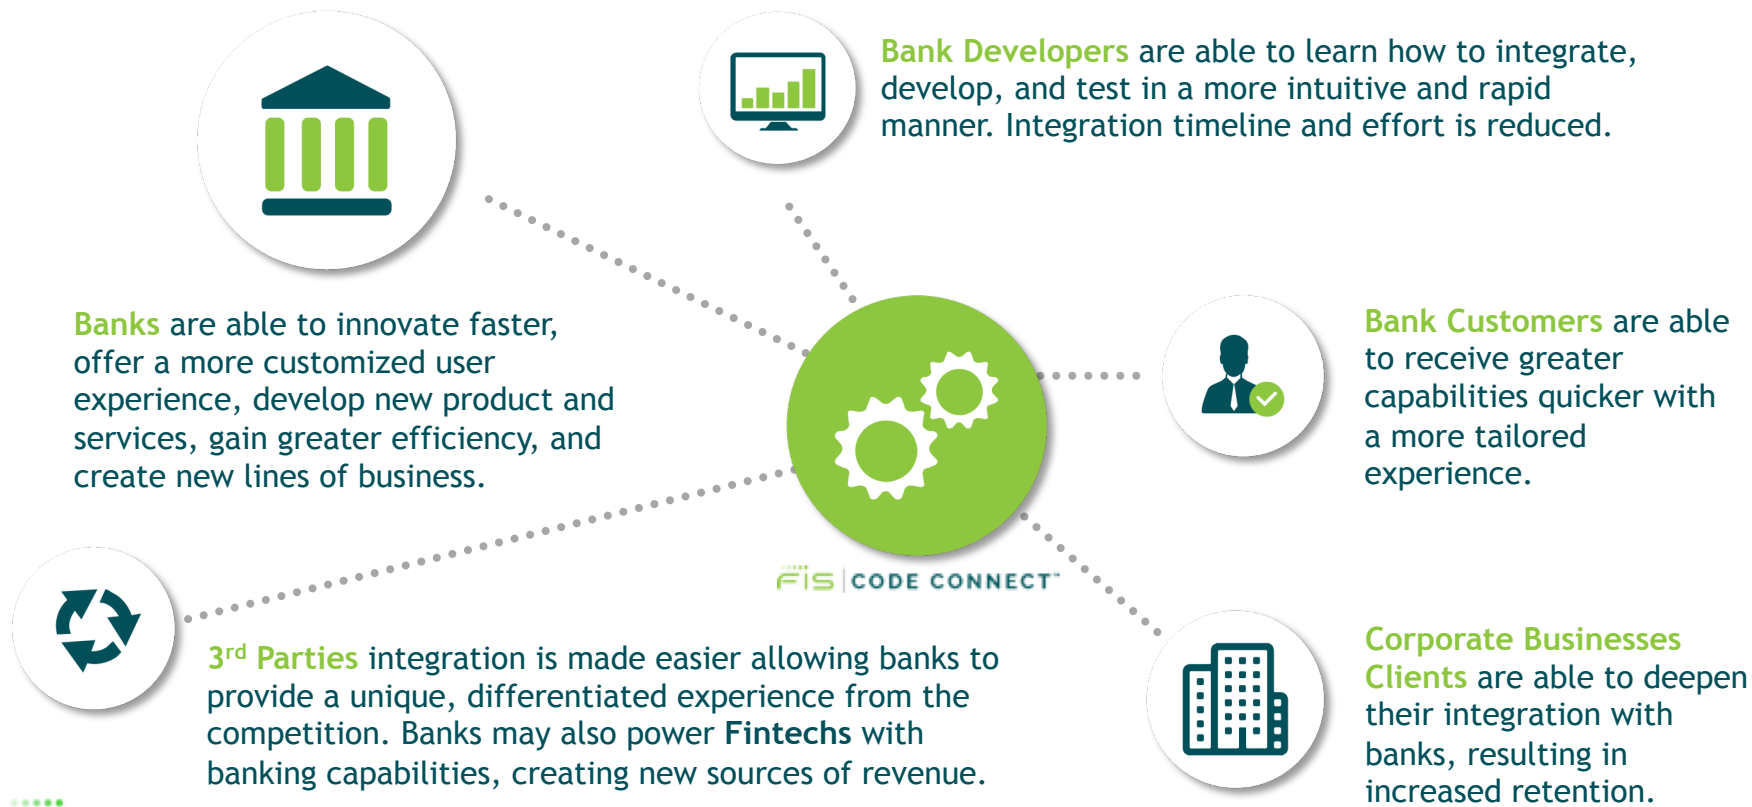 Bank Developers are able to learn how to integrate,
develop, and test in a more intuitive and rapid
manner. Integration timeline and effort is reduced.
Banks are able to innovate faster,
offer a more customized user
experience, develop new product and
services, gain greater efficiency, and
create new lines of business.
Bank Customers are able
to receive greater
capabilities quicker with
a more tailored
experience.
FIS | CODE CONNECT™
3rd Parties integration is made easier allowing banks to
provide a unique, differentiated experience from the
competition. Banks may also power Fintechs with
banking capabilities, creating new sources of revenue.
Corporate Businesses
Clients are able to deepen
their integration with
banks, resulting in
increased retention.